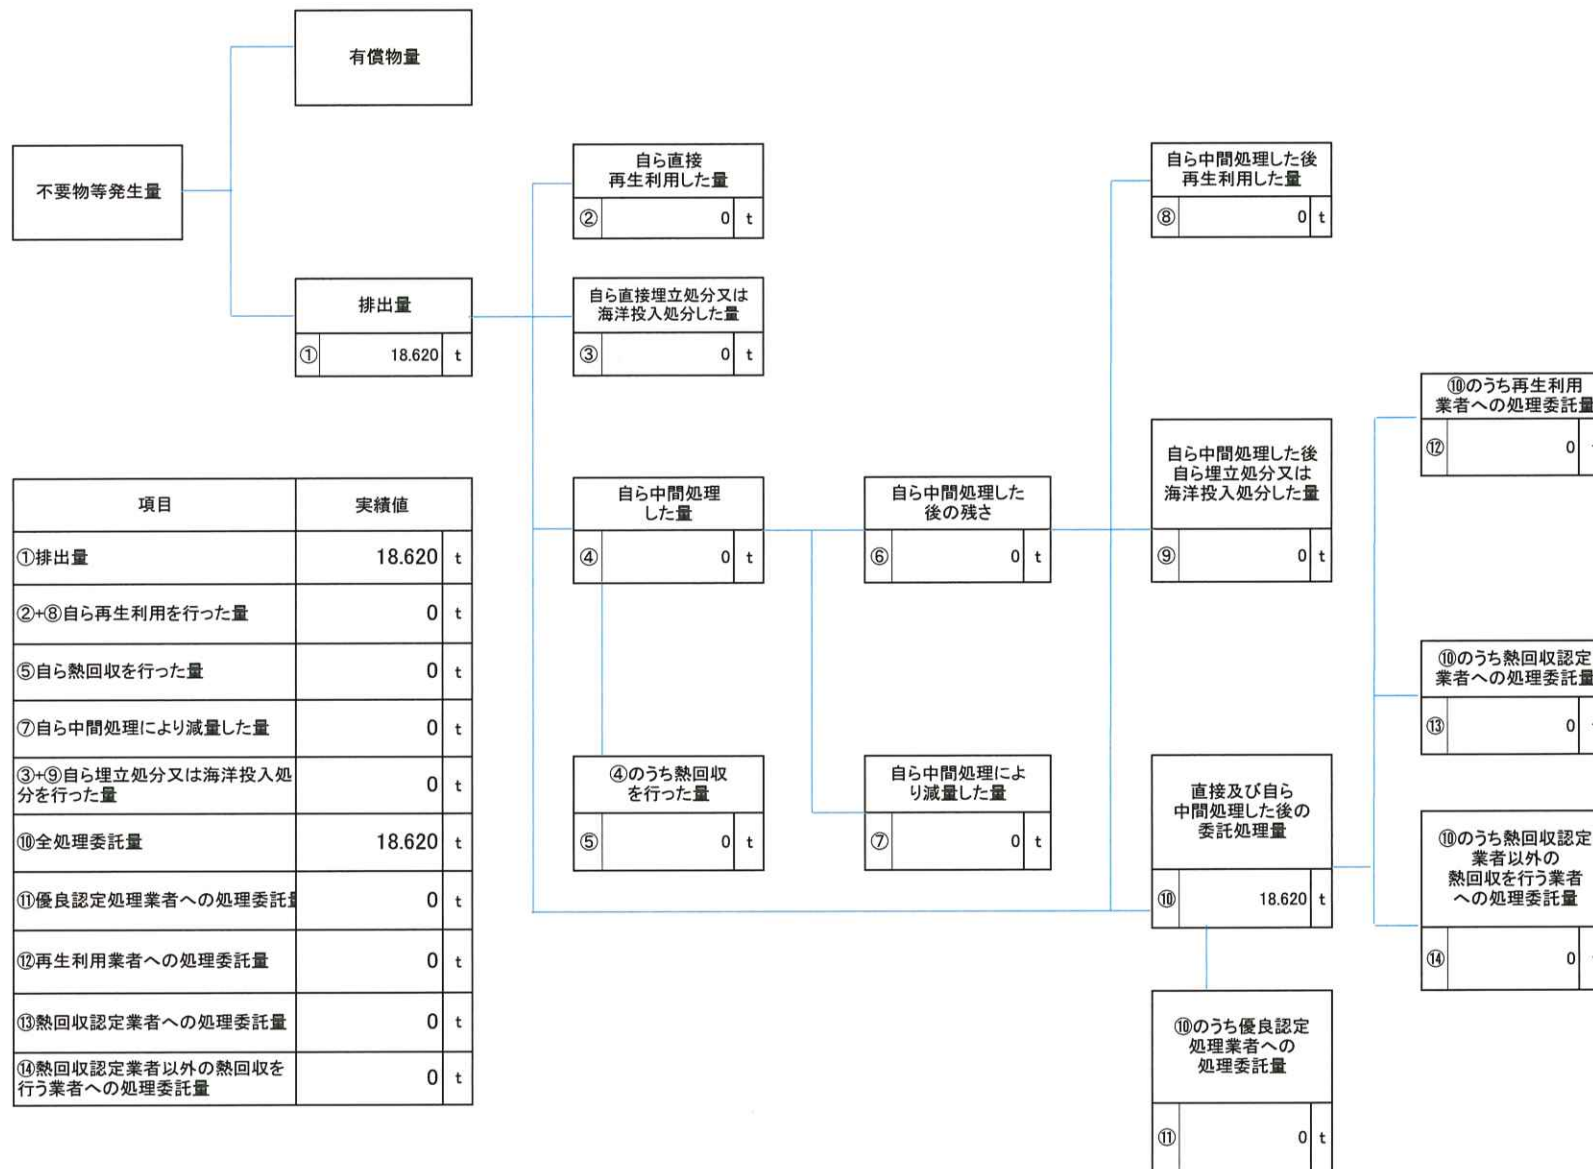 有償物量
不要物等発生量
排出量
① 18.620 t
自ら直接
再生利用した量
② 0 t
自ら直接埋立処分又は
海洋投入処分した量
③ 0 t
自ら中間処理
した量
④ 0 t
④のうち熱回収
を行った量
⑤ 0 t
自ら中間処理した
後の残さ
⑥ 0 t
自ら中間処理によ
り減量した量
⑦ 0 t
自ら中間処理した後
再生利用した量
⑧ 0 t
自ら中間処理した後
自ら埋立処分又は
海洋投入処分した量
⑨ 0 t
直接及び自ら
中間処理した後の
委託処理量
⑩ 18.620 t
⑩のうち優良認定
処理業者への
処理委託量
⑪ 0 t
⑩のうち再生利用
業者への処理委託量
⑫ 0
⑩のうち熱回収認定
業者への処理委託量
⑬ 0
⑩のうち熱回収認定
業者以外の
熱回収を行う業者
への処理委託量
⑭ 0
項目 実績値
①排出量 18.620 t
②+⑧自ら再生利用を行った量 0 t
⑤自ら熱回収を行った量 0 t
⑦自ら中間処理により減量した量 0 t
③+⑨自ら埋立処分又は海洋投入処
分を行った量 0 t
⑩全処理委託量 18.620 t
⑪優良認定処理業者への処理委託量 0 t
⑫再生利用業者への処理委託量 0 t
⑬熱回収認定業者への処理委託量 0 t
⑭熱回収認定業者以外の熱回収を
行う業者への処理委託量 0 t